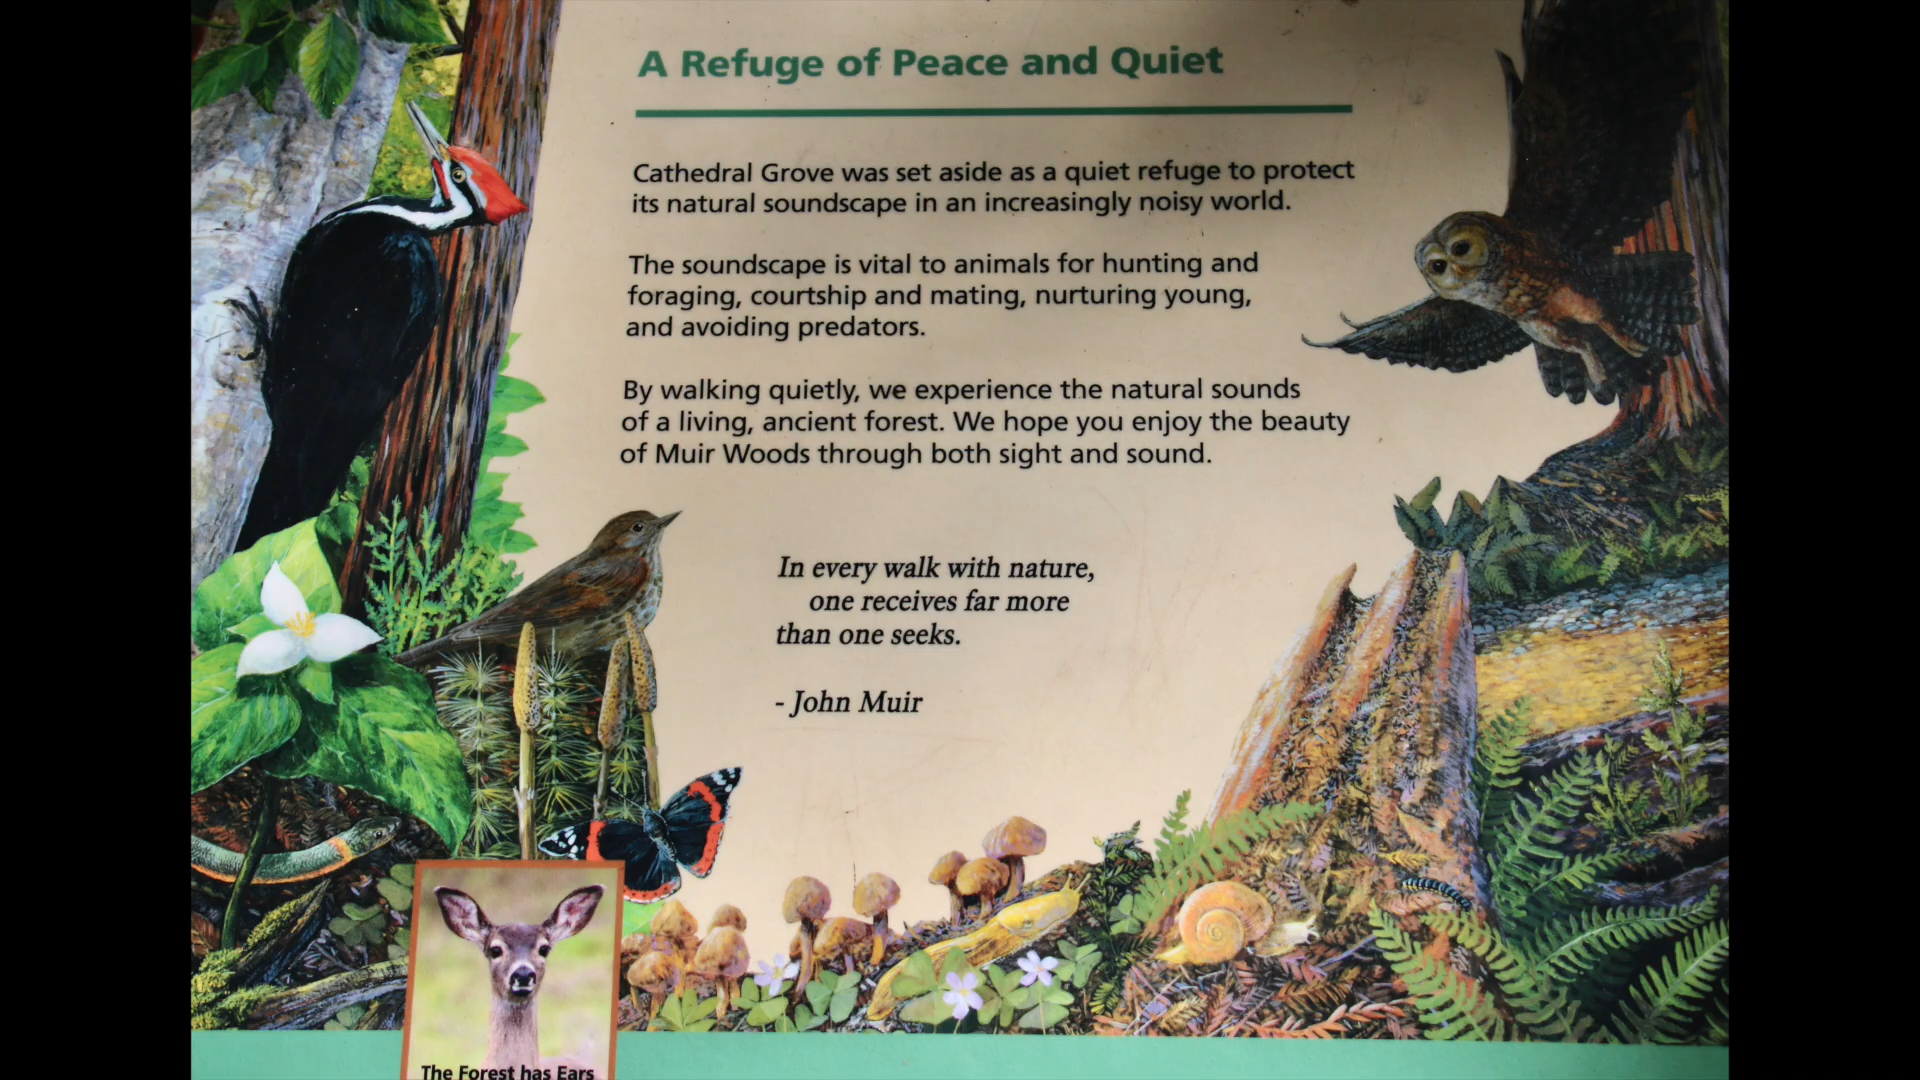 A Refuge of Peace and Quiet
Cathedral Grove was set aside as a quiet refuge to protect
its natural soundscape in an increasingly noisy world.
The soundscape is vital to animals for hunting and
foraging, courtship and mating, nurturing young,
and avoiding predators.
By walking quietly, we experience the natural sounds
of a living, ancient forest. We hope you enjoy the beauty
of Muir Woods through both sight and sound.
In every walk with nature,
one receives far more
than one seeks.
- John Muir
The Forest has Ears